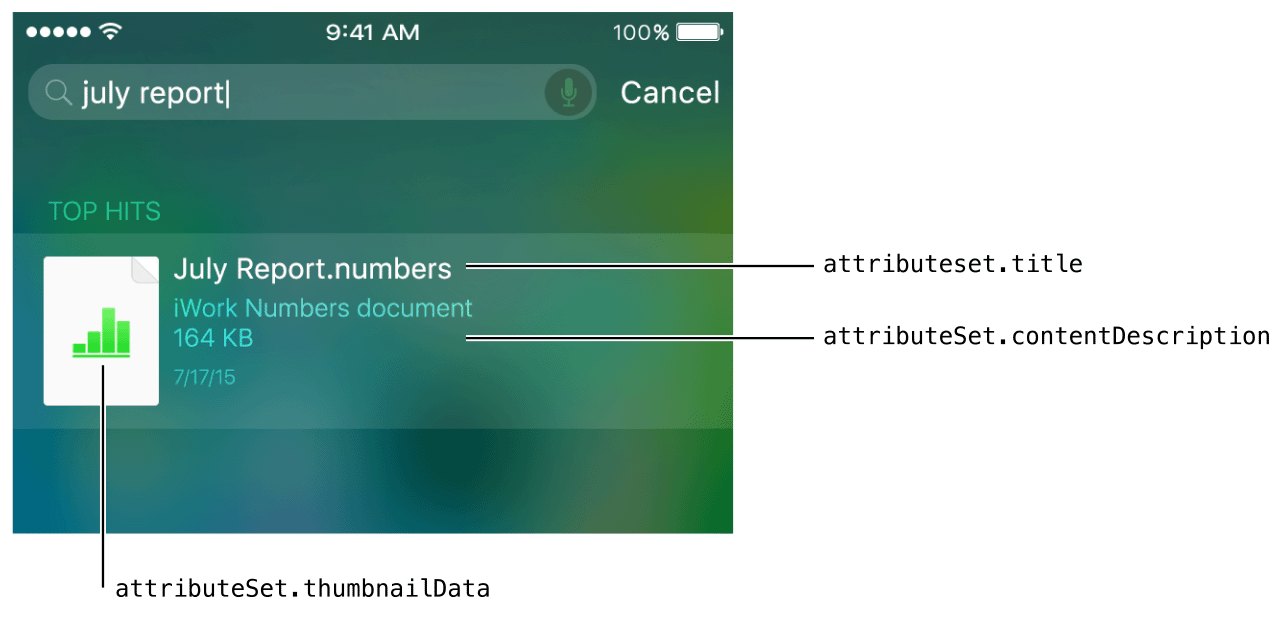 9:41 AM
100%
july report
Cancel
TOP HITS
July Report.numbers
attributeset.title
iWork Numbers document
164 KB
attributeSet.contentDescription
7/17/15
attributeSet.thumbnailData